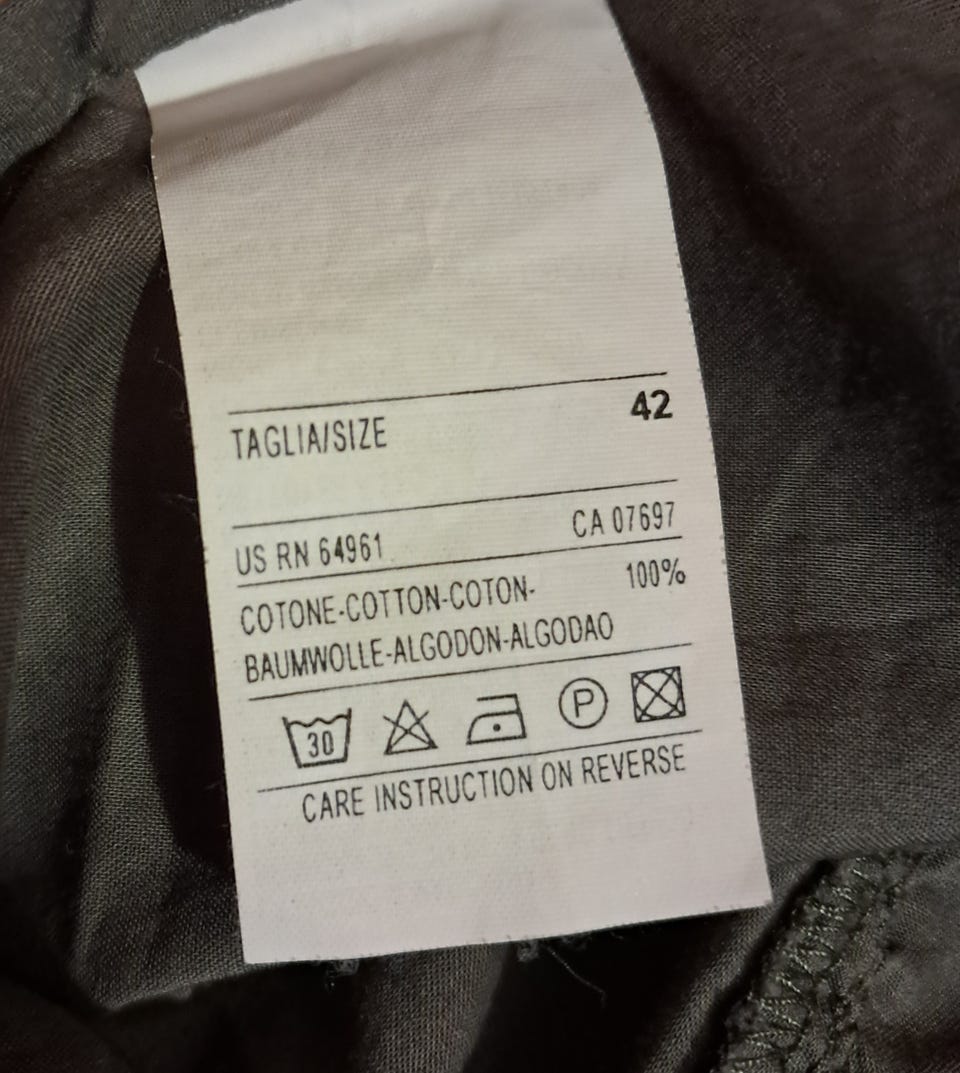 TAGLIA/SIZE 42
US RN 64961 CA 07697
COTONE-COTTON-COTON- 100%
BAUMWOLLE-ALGODON-ALGODAO
30 P
CARE INSTRUCTION ON REVERSE